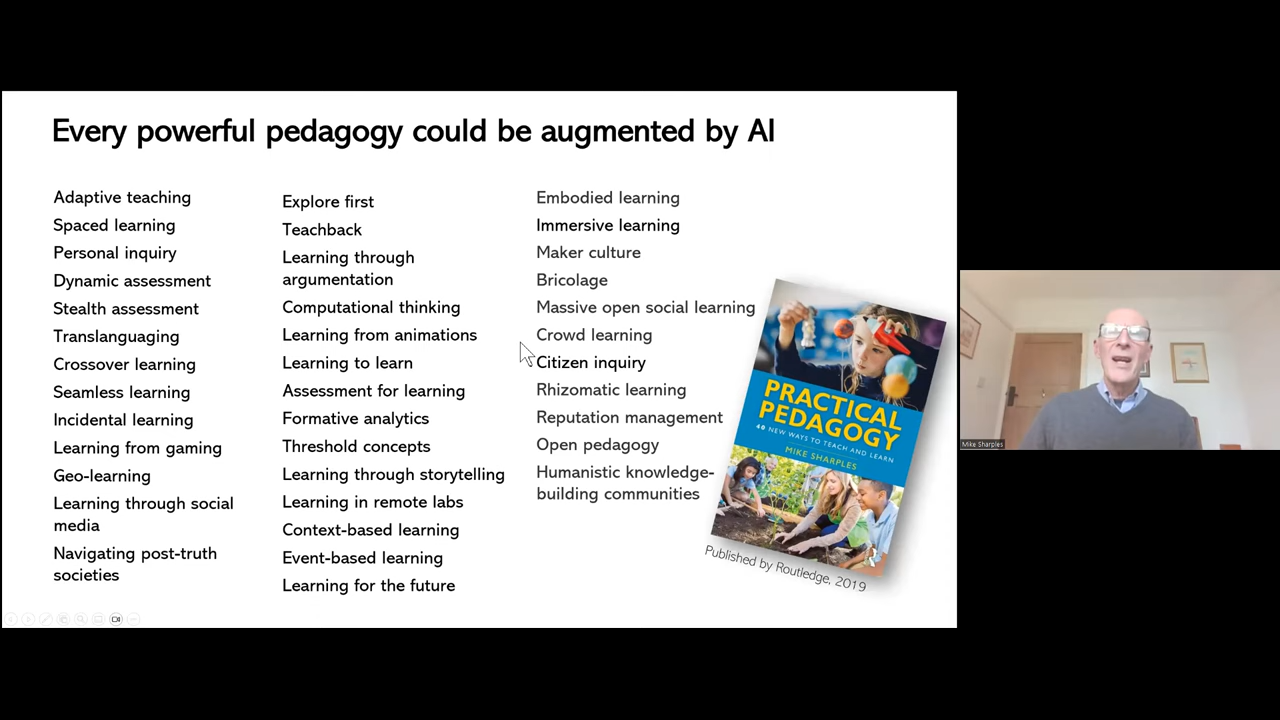 Every powerful pedagogy could be augmented by AI
Adaptive teaching
Spaced learning
Personal inquiry
Dynamic assessment
Stealth assessment
Translanguaging
Crossover learning
Seamless learning
Incidental learning
Learning from gaming
Geo-learning
Learning through social
media
Navigating post-truth
societies
Explore first
Teachback
Learning through
argumentation
Computational thinking
Learning from animations
Learning to learn
Assessment for learning
Formative analytics
Threshold concepts
Learning through storytelling
Learning in remote labs
Context-based learning
Event-based learning
Learning for the future
Embodied learning
Immersive learning
Maker culture
Bricolage
Massive open social learning
Crowd learning
Citizen inquiry
Rhizomatic learning
Reputation management
Open pedagogy
Humanistic knowledge-
building communities
PRACTICAL
PEDAGOGY
40 NEW WAYS TO TEACH AND LEARN
MIKE SHARPLES
Published by Routledge, 2019
Mike Sharples